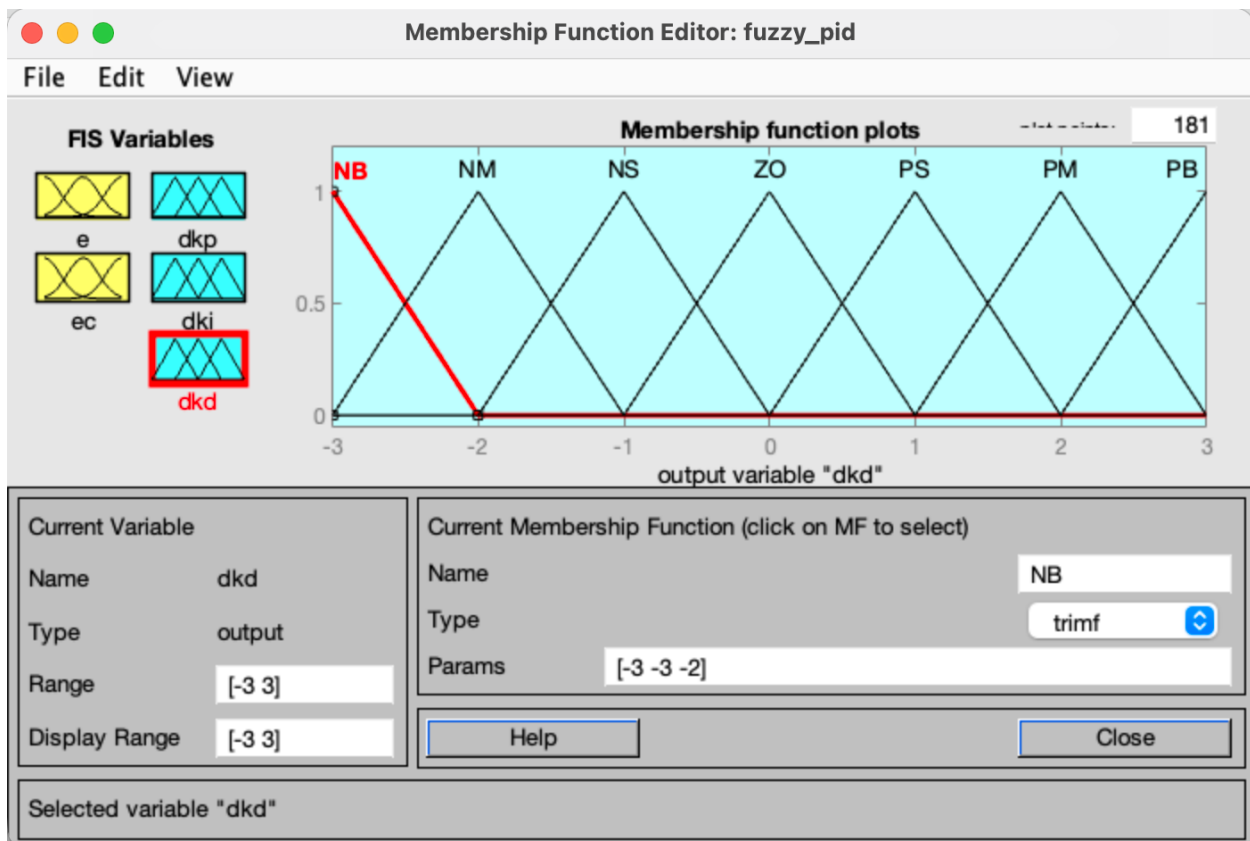 Membership Function Editor: fuzzy_pid
File Edit View
FIS Variables
e
dkp
ec
dki
dkd
Membership function plots
181
NB NM NS ZO PS PM PB
1
0.5
0
-3 -2 -1 0 1 2 3
output variable "dkd"
Current Variable
Name dkd
Type output
Range [-3 3]
Display Range [-3 3]
Current Membership Function (click on MF to select)
Name NB
Type trimf
Params [-3 -3 -2]
Help Close
Selected variable "dkd"